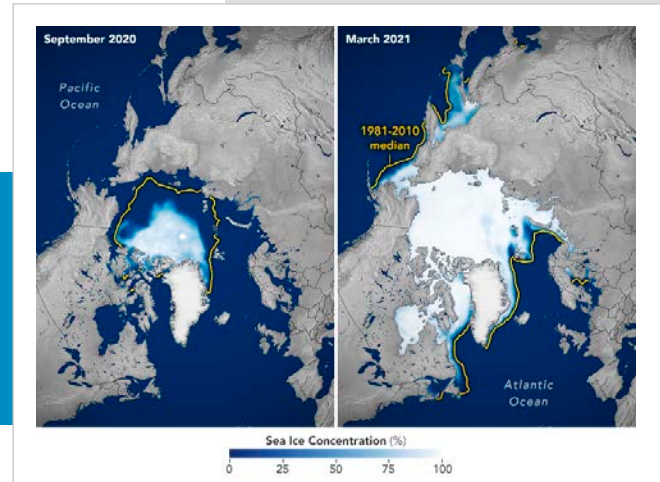 September 2020
Pacific
Ocean
March 2021
1981-2010
median
Atlantic
Ocean
Sea Ice Concentration (%)
0 25 50 75 100